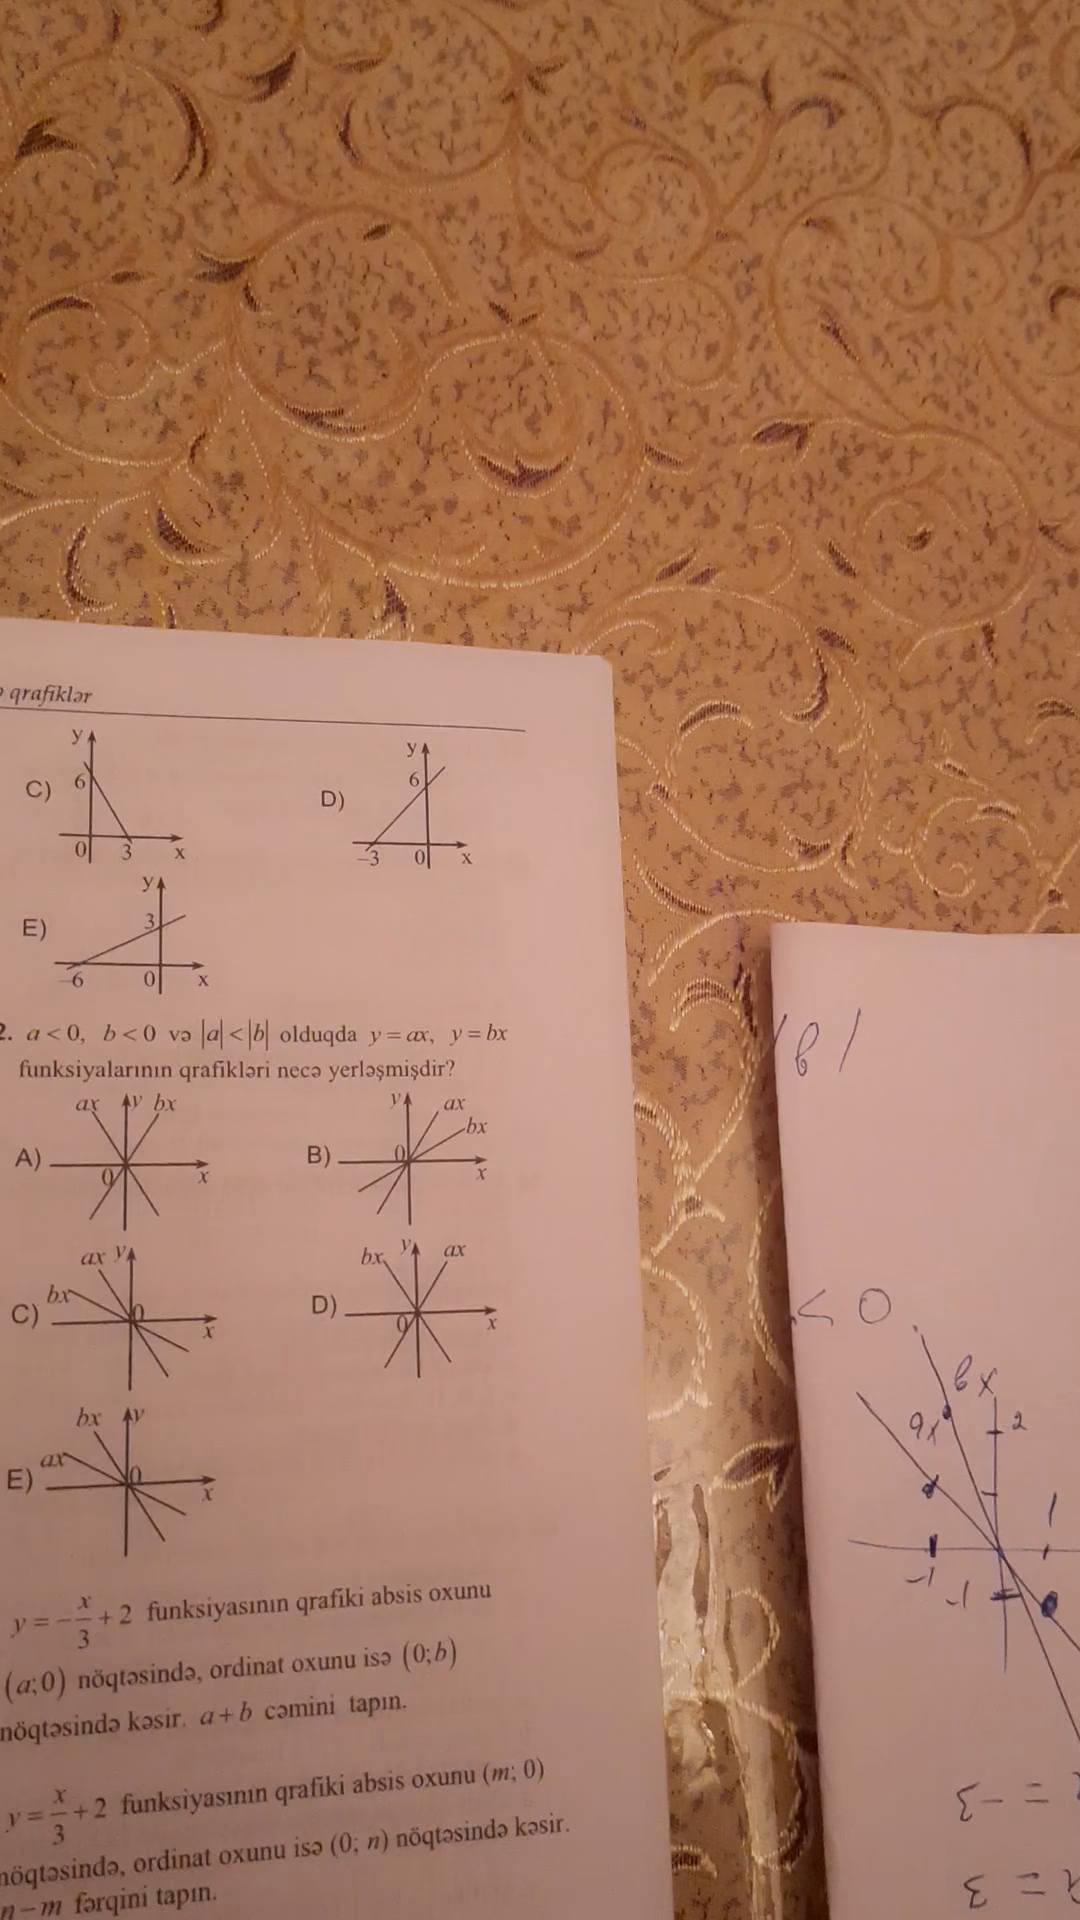 qrafiklər
C) y 6 0 3 x
D) y 6 -3 0 x
E) y 3 -6 0 x
2. a<0, b<0 və |a|<|b| olduqda y=ax, y=bx
funksiyalarının qrafikləri necə yerləşmişdir?
A) ax y bx 0 x
B) y ax bx 0 x
C) ax y bx 0 x
D) bx y ax 0 x
E) bx y ax 0 x
y=-x/3+2 funksiyasının qrafiki absis oxunu
(a;0) nöqtəsində, ordinat oxunu isə (0;b)
nöqtəsində kəsir. a+b cəmini tapın.
y=x/3+2 funksiyasının qrafiki absis oxunu (m; 0)
nöqtəsində, ordinat oxunu isə (0; n) nöqtəsində kəsir.
n-m fərqini tapın.
|b|
< 0
bx
ax 2
1
-1
-1
= -3
= 3